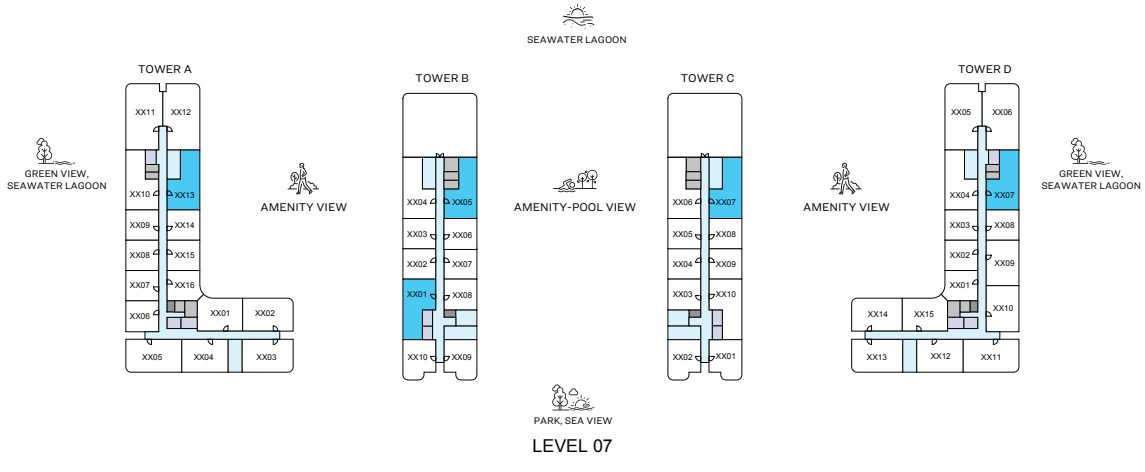 SEAWATER LAGOON
TOWER A
TOWER B
TOWER C
TOWER D
XX11
XX12
XX10
XX13
XX09
XX14
XX08
XX15
XX07
XX16
XX06
XX01
XX02
XX05
XX04
XX03
XX04
XX05
XX03
XX06
XX02
XX07
XX01
XX08
XX10
XX09
XX06
XX07
XX05
XX08
XX04
XX09
XX03
XX10
XX02
XX01
XX05
XX06
XX04
XX07
XX03
XX08
XX02
XX09
XX01
XX10
XX14
XX15
XX13
XX12
XX11
GREEN VIEW,
SEAWATER LAGOON
AMENITY VIEW
AMENITY-POOL VIEW
AMENITY VIEW
GREEN VIEW,
SEAWATER LAGOON
PARK, SEA VIEW
LEVEL 07